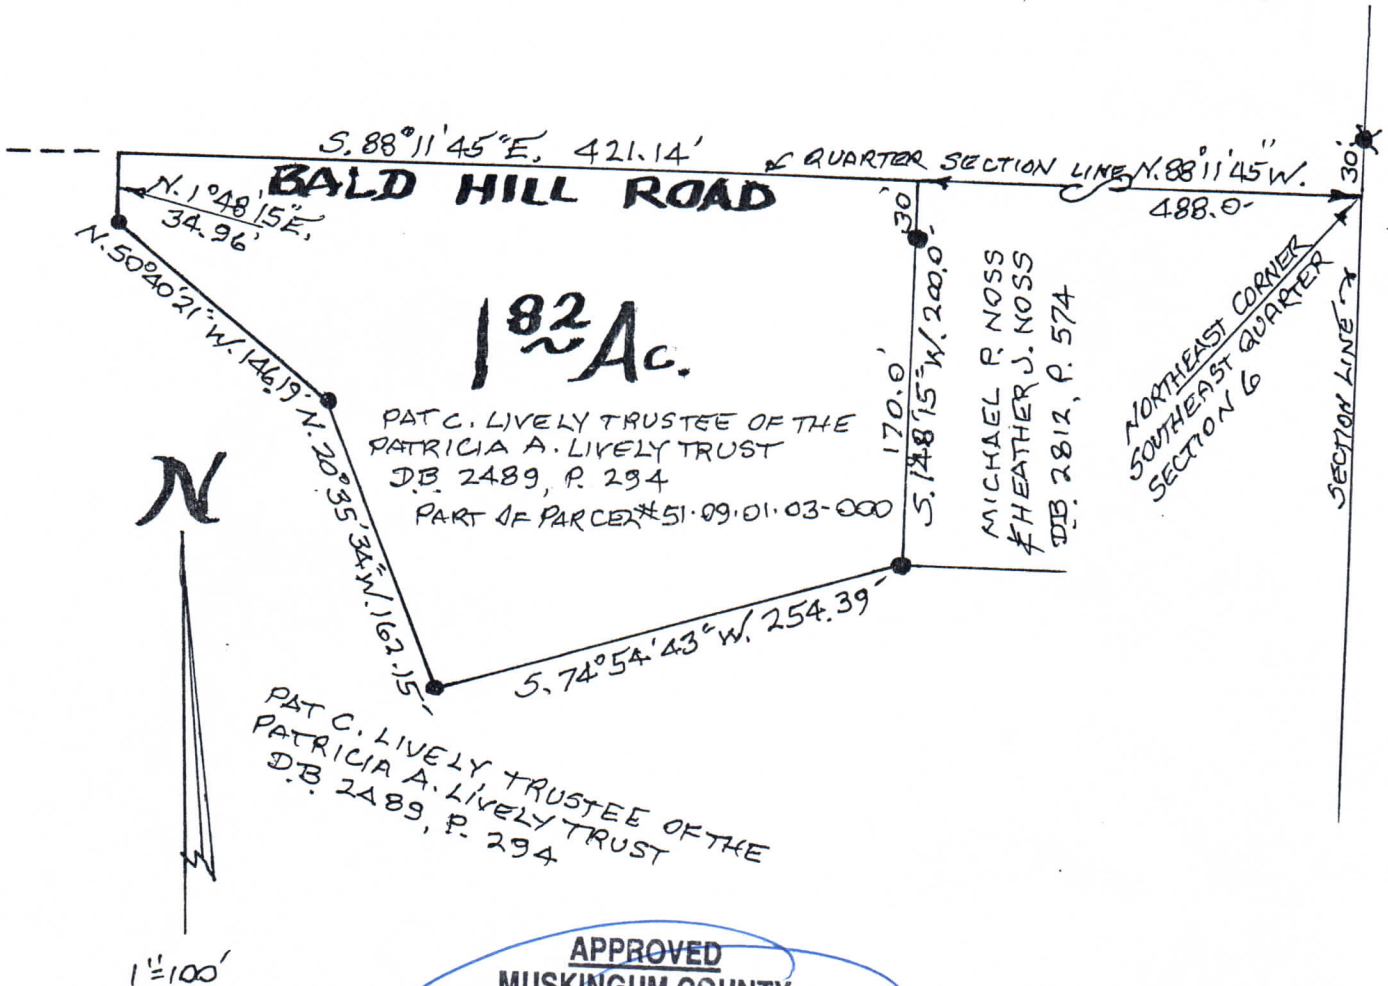 S. 88°11'45"E. 421.14'
QUARTER SECTION LINE
N.88°11'45"W.
488.0'
30'
BALD HILL ROAD
N. 1°48'15"E.
34.96'
30'
N.50°40'21"W. 146.19'
1 82 Ac.
170.0'
S. 1°48'15"W. 200.0'
MICHAEL P. NOSS
& HEATHER J. NOSS
D.B. 2812, P. 574
NORTHEAST CORNER
SOUTHEAST QUARTER
SECTION 6
SECTION LINE
PAT C. LIVELY TRUSTEE OF THE
PATRICIA A. LIVELY TRUST
D.B. 2489, P. 294
PART OF PARCEL#51-09-01-03-000
N. 20°35'34"W. 162.15'
N
S. 74°54'43"W. 254.39'
PAT C. LIVELY TRUSTEE OF THE
PATRICIA A. LIVELY TRUST
D.B. 2489, P. 294
1"=100'
APPROVED
MUSKINGUM COUNTY